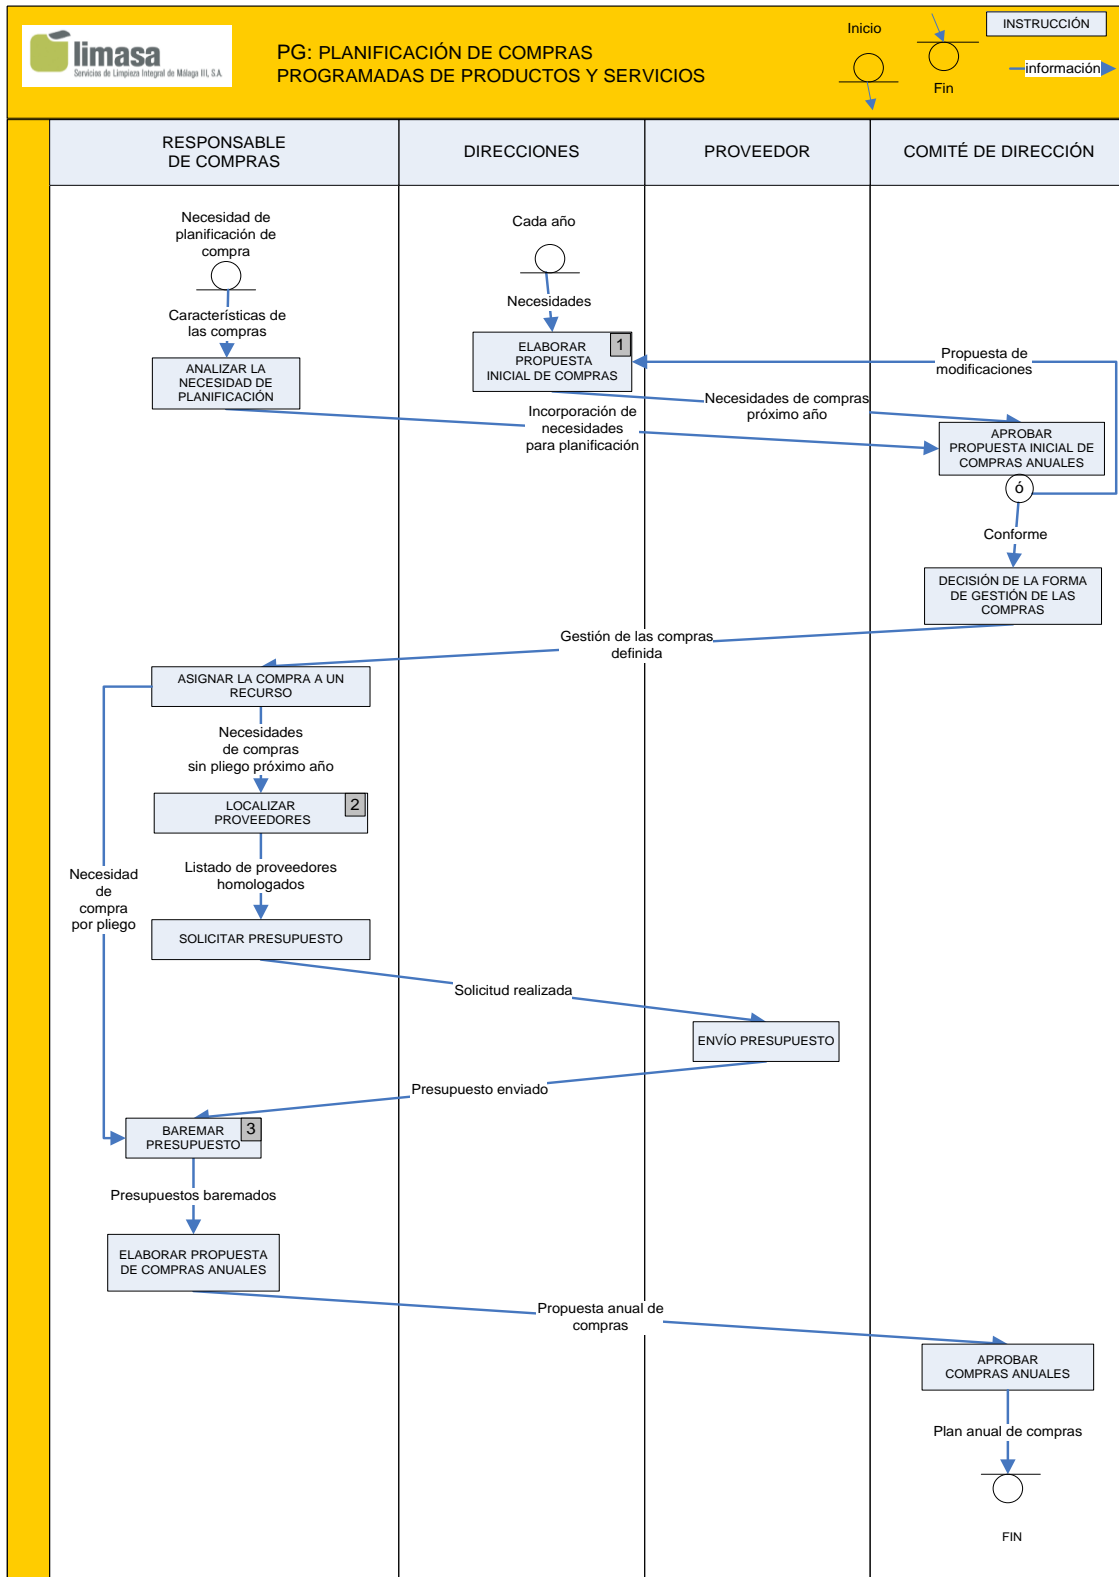 limasa
Servicios de Limpieza Integral de Málaga III, S.A.
PG: PLANIFICACIÓN DE COMPRAS
PROGRAMADAS DE PRODUCTOS Y SERVICIOS
Inicio
Fin
INSTRUCCIÓN
información
RESPONSABLE
DE COMPRAS
DIRECCIONES
PROVEEDOR
COMITÉ DE DIRECCIÓN
Necesidad de
planificación de
compra
Cada año
Características de
las compras
Necesidades
ANALIZAR LA
NECESIDAD DE
PLANIFICACIÓN
ELABORAR
PROPUESTA
INICIAL DE COMPRAS
1
Propuesta de
modificaciones
Necesidades de compras
próximo año
Incorporación de
necesidades
para planificación
APROBAR
PROPUESTA INICIAL DE
COMPRAS ANUALES
ó
Conforme
DECISIÓN DE LA FORMA
DE GESTIÓN DE LAS
COMPRAS
Gestión de las compras
definida
ASIGNAR LA COMPRA A UN
RECURSO
Necesidades
de compras
sin pliego próximo año
LOCALIZAR
PROVEEDORES
2
Necesidad
de
compra
por pliego
Listado de proveedores
homologados
SOLICITAR PRESUPUESTO
Solicitud realizada
ENVÍO PRESUPUESTO
Presupuesto enviado
BAREMAR
PRESUPUESTO
3
Presupuestos baremados
ELABORAR PROPUESTA
DE COMPRAS ANUALES
Propuesta anual de
compras
APROBAR
COMPRAS ANUALES
Plan anual de compras
FIN